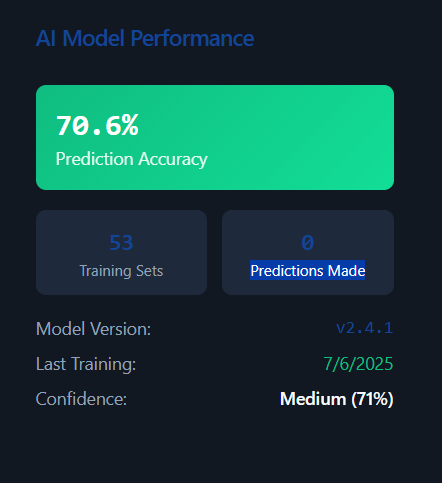 AI Model Performance
70.6%
Prediction Accuracy
53
Training Sets
0
Predictions Made
Model Version:
v2.4.1
Last Training:
7/6/2025
Confidence:
Medium (71%)